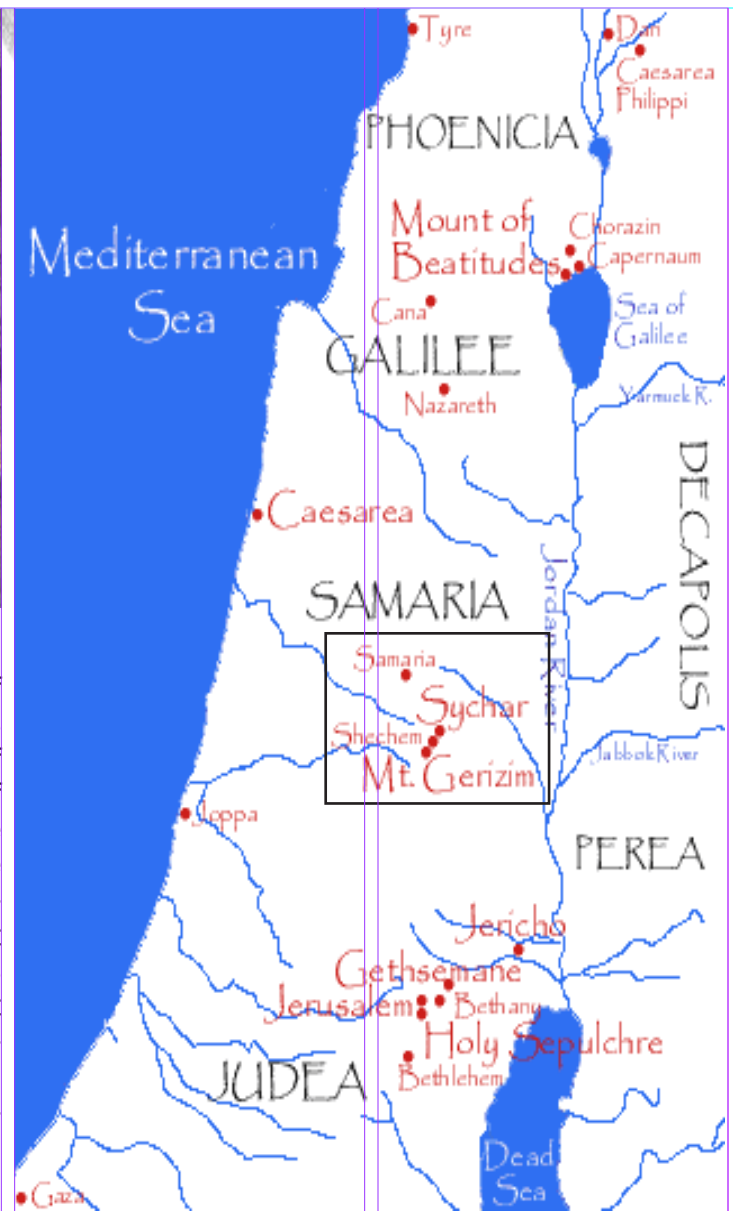 Tyre
Dan
Caesarea
Philippi
PHOENICIA
Mount of
Beatitudes
Chorazin
Capernaum
Mediterranean
Sea
Cana
Sea of
Galilee
GALILEE
Nazareth
Yarmuck R.
DECAPOLIS
Caesarea
Jordan River
SAMARIA
Samaria
Sychar
Shechem
Mt. Gerizim
Jabbok River
Joppa
PEREA
Jericho
Gethsemane
Jerusalem
Bethany
Holy Sepulchre
Bethlehem
JUDEA
Dead
Sea
Gaza